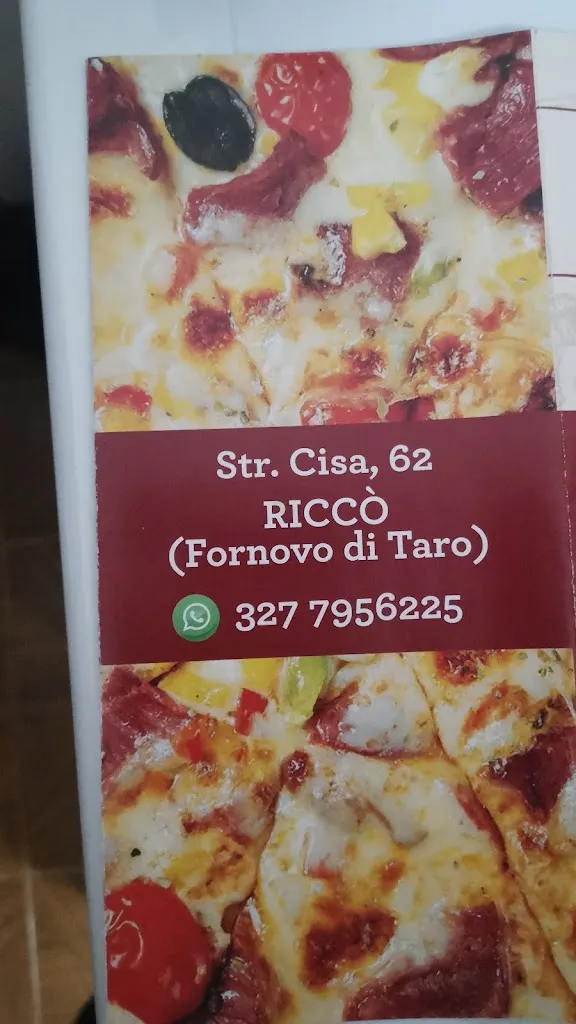 Str. Cisa, 62
RICCÒ
(Fornovo di Taro)
327 7956225